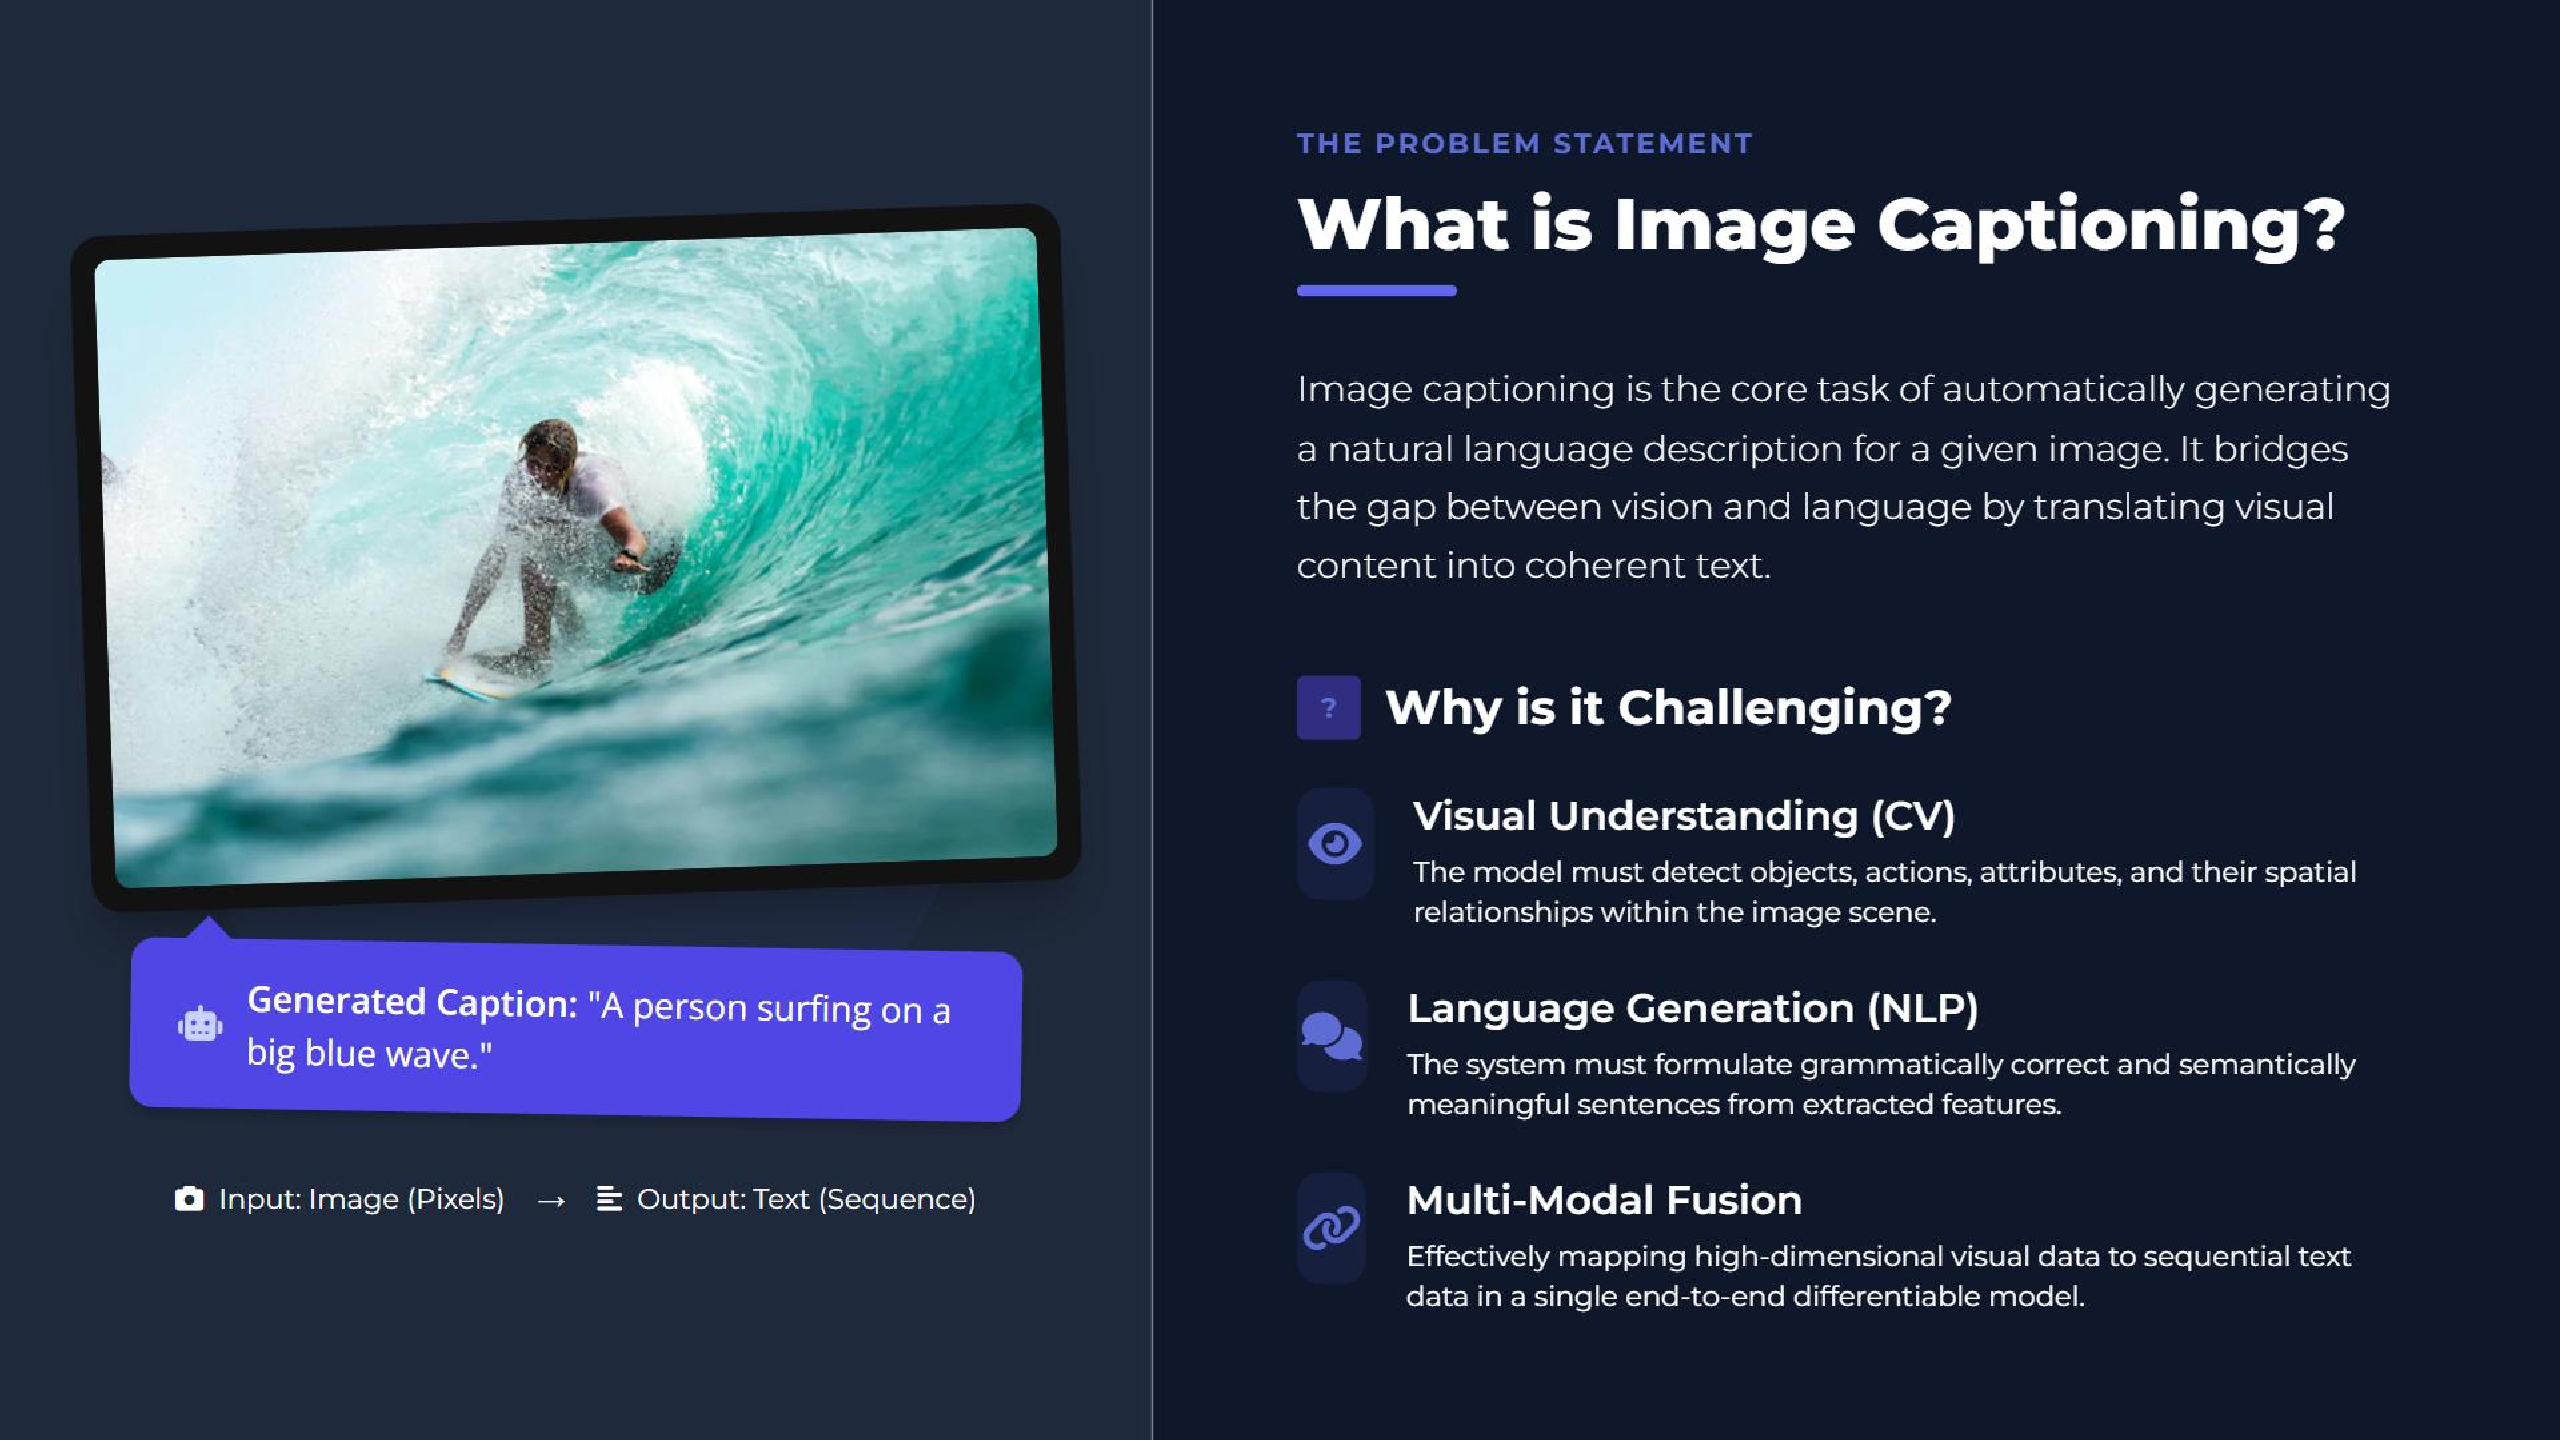 Generated Caption: "A person surfing on a
big blue wave."
Input: Image (Pixels) → Output: Text (Sequence)
THE PROBLEM STATEMENT
What is Image Captioning?
Image captioning is the core task of automatically generating
a natural language description for a given image. It bridges
the gap between vision and language by translating visual
content into coherent text.
? Why is it Challenging?
Visual Understanding (CV)
The model must detect objects, actions, attributes, and their spatial
relationships within the image scene.
Language Generation (NLP)
The system must formulate grammatically correct and semantically
meaningful sentences from extracted features.
Multi-Modal Fusion
Effectively mapping high-dimensional visual data to sequential text
data in a single end-to-end differentiable model.